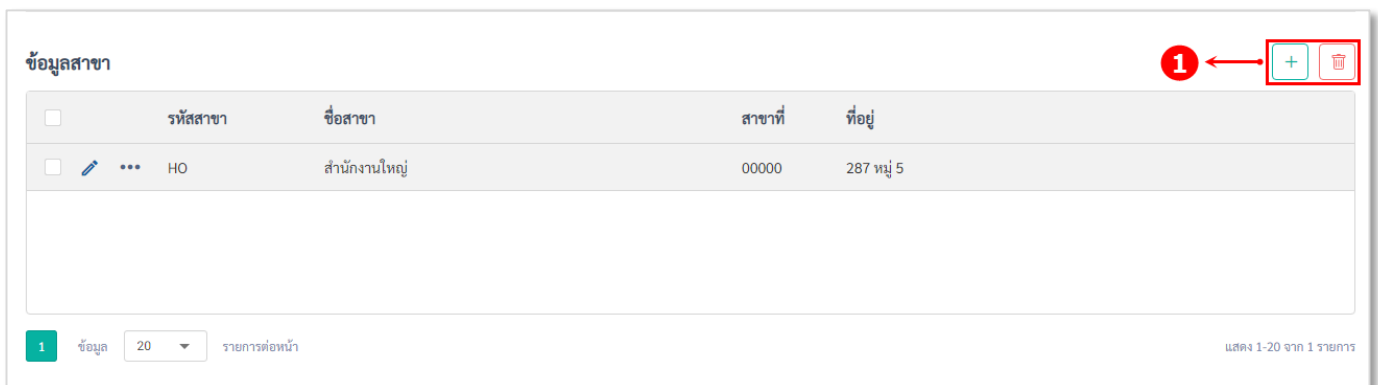 ข้อมูลสาขา
1
รหัสสาขา ชื่อสาขา สาขาที่ ที่อยู่
HO สำนักงานใหญ่ 00000 287 หมู่ 5
1 ข้อมูล 20 รายการต่อหน้า แสดง 1-20 จาก 1 รายการ